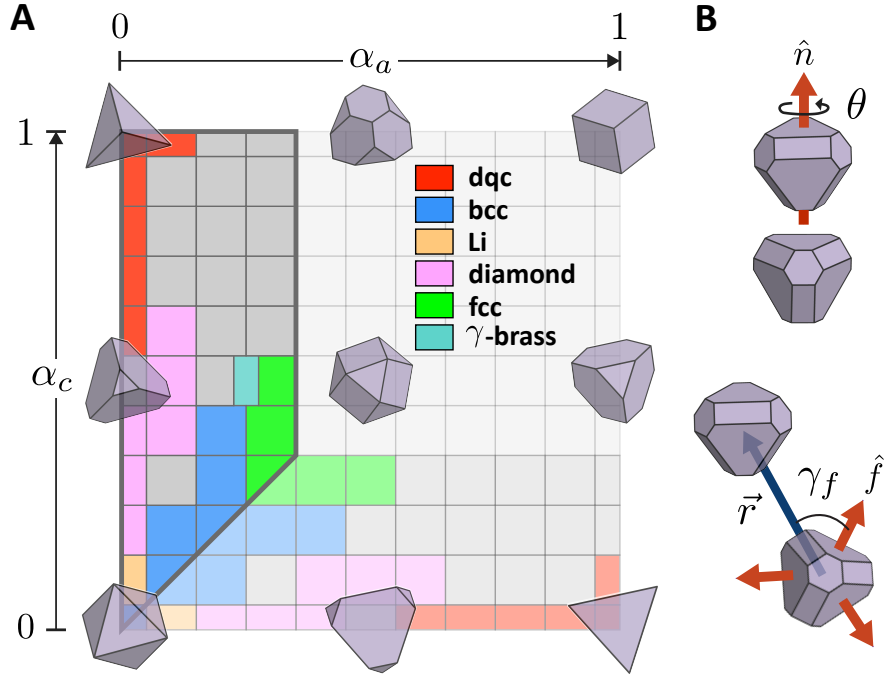 A
B
0
1
α_a
n̂
θ
1
dqc
bcc
Li
diamond
fcc
γ-brass
α_c
γ_f
f̂
r⃗
0